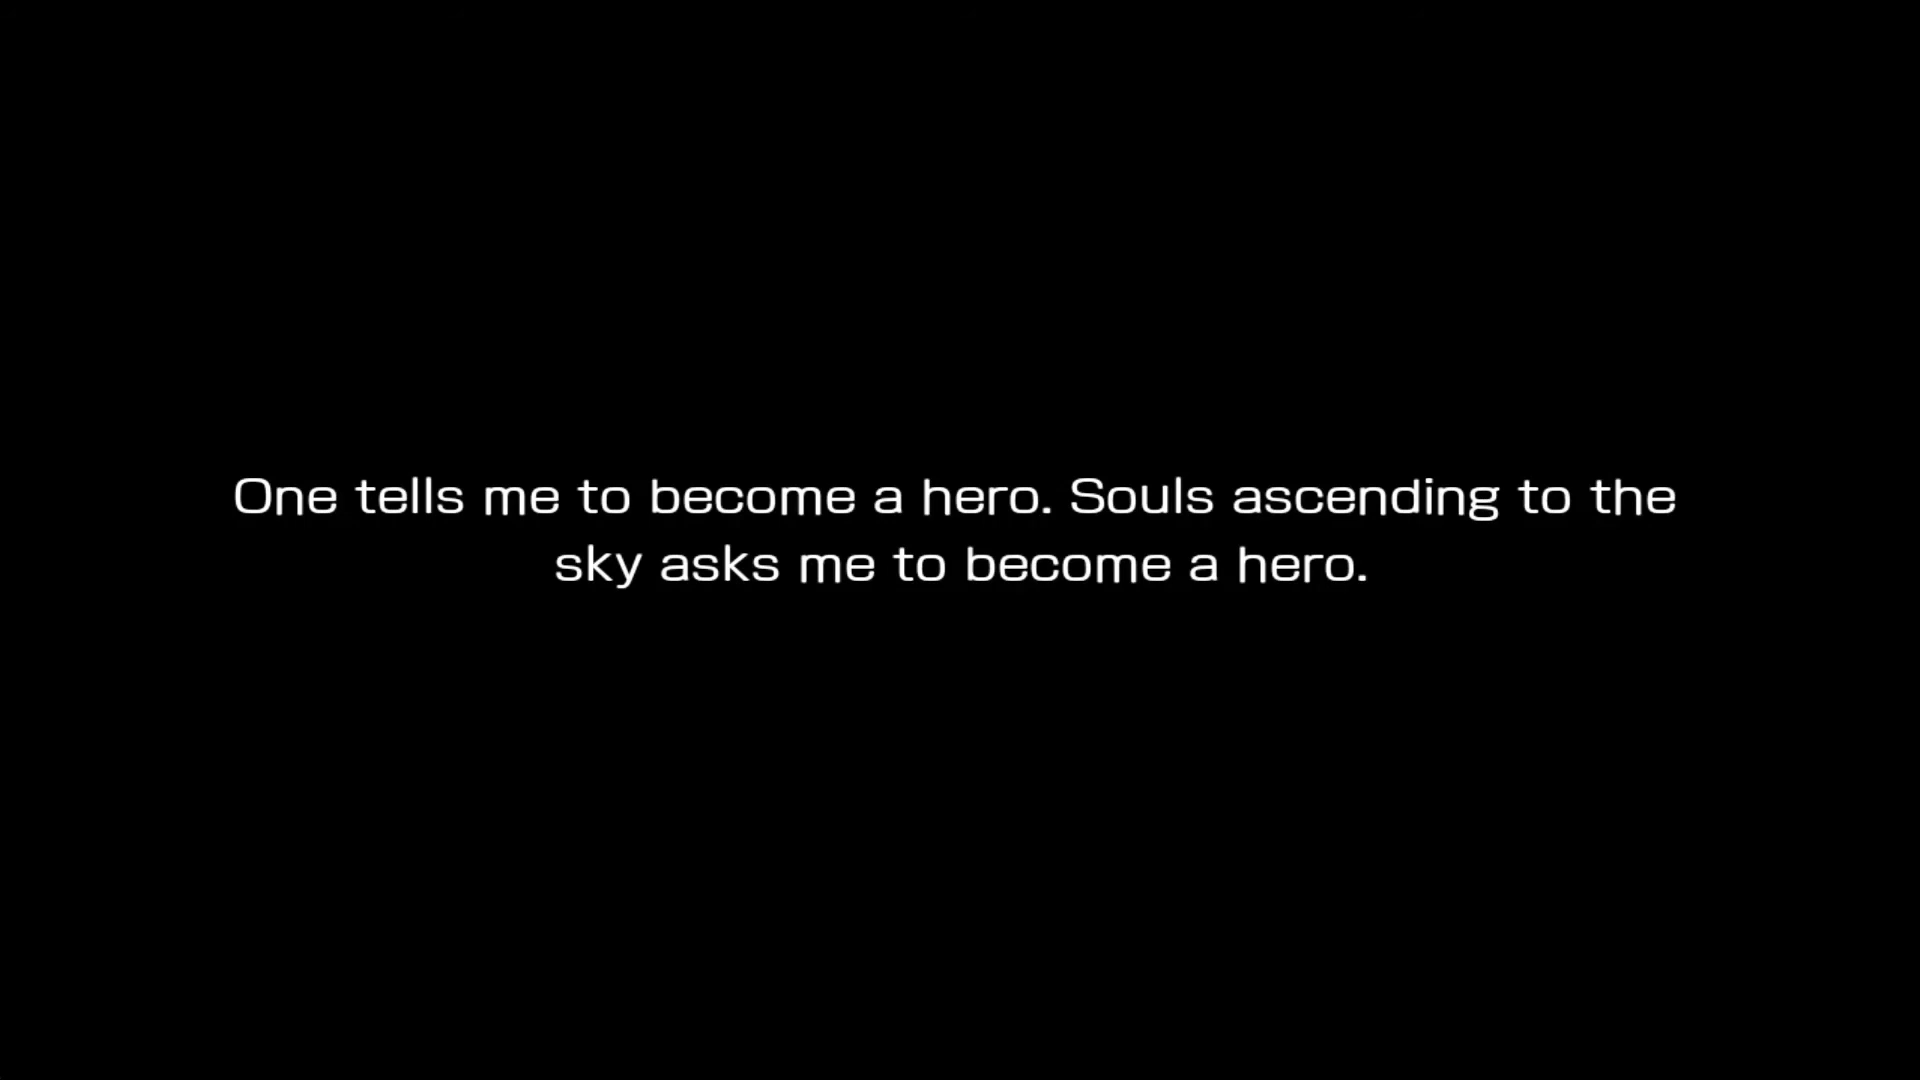 One tells me to become a hero. Souls ascending to the
sky asks me to become a hero.